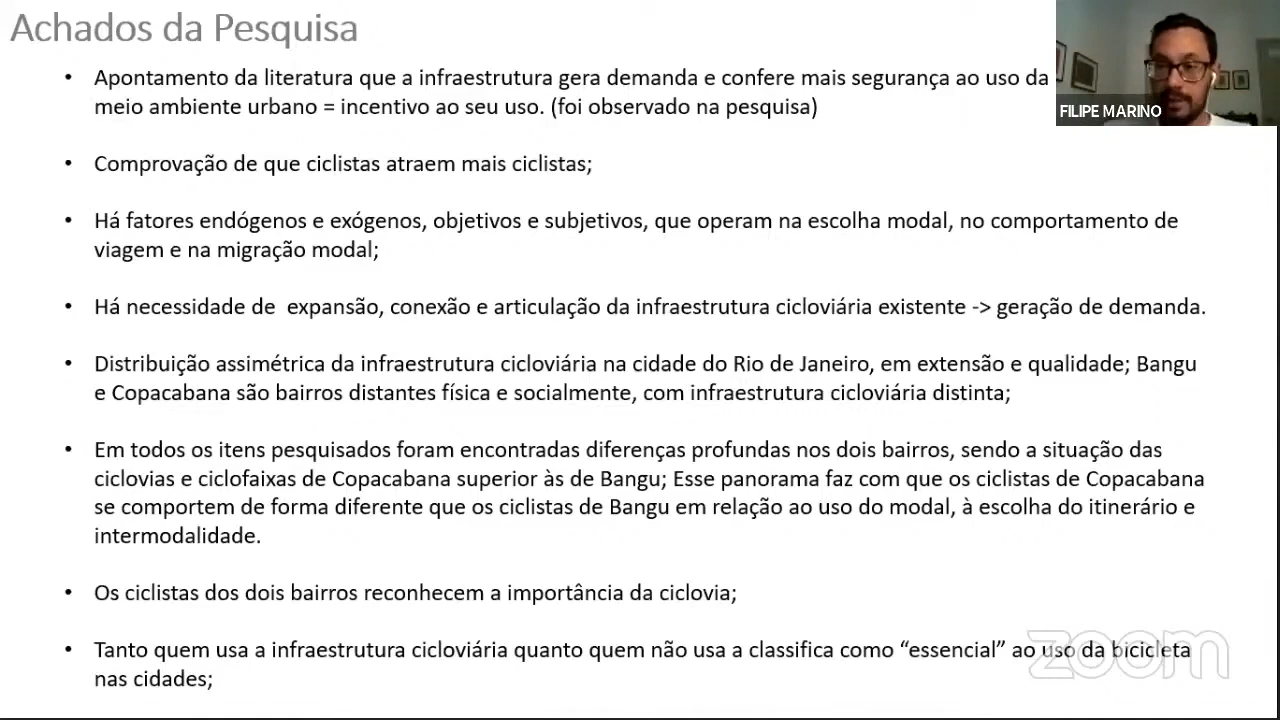 Achados da Pesquisa
• Apontamento da literatura que a infraestrutura gera demanda e confere mais segurança ao uso da
meio ambiente urbano = incentivo ao seu uso. (foi observado na pesquisa)
FILIPE MARINO
• Comprovação de que ciclistas atraem mais ciclistas;
• Há fatores endógenos e exógenos, objetivos e subjetivos, que operam na escolha modal, no comportamento de
viagem e na migração modal;
• Há necessidade de  expansão, conexão e articulação da infraestrutura cicloviária existente -> geração de demanda.
• Distribuição assimétrica da infraestrutura cicloviária na cidade do Rio de Janeiro, em extensão e qualidade; Bangu
e Copacabana são bairros distantes física e socialmente, com infraestrutura cicloviária distinta;
• Em todos os itens pesquisados foram encontradas diferenças profundas nos dois bairros, sendo a situação das
ciclovias e ciclofaixas de Copacabana superior às de Bangu; Esse panorama faz com que os ciclistas de Copacabana
se comportem de forma diferente que os ciclistas de Bangu em relação ao uso do modal, à escolha do itinerário e
intermodalidade.
• Os ciclistas dos dois bairros reconhecem a importância da ciclovia;
• Tanto quem usa a infraestrutura cicloviária quanto quem não usa a classifica como “essencial” ao uso da bicicleta
nas cidades;
zoom